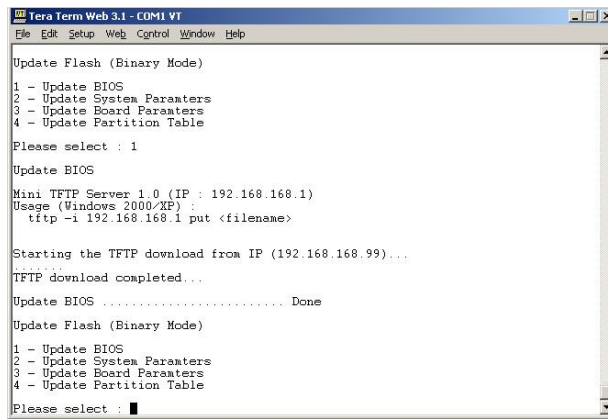 Tera Term Web 3.1 - COM1 VT
File Edit Setup Web Control Window Help
Update Flash (Binary Mode)
1 - Update BIOS
2 - Update System Paramters
3 - Update Board Paramters
4 - Update Partition Table
Please select : 1
Update BIOS
Mini TFTP Server 1.0 (IP : 192.168.168.1)
Usage (Windows 2000/XP) :
tftp -i 192.168.168.1 put <filename>
Starting the TFTP download from IP (192.168.168.99)...
.......
TFTP download completed...
Update BIOS ......................... Done
Update Flash (Binary Mode)
1 - Update BIOS
2 - Update System Paramters
3 - Update Board Paramters
4 - Update Partition Table
Please select :